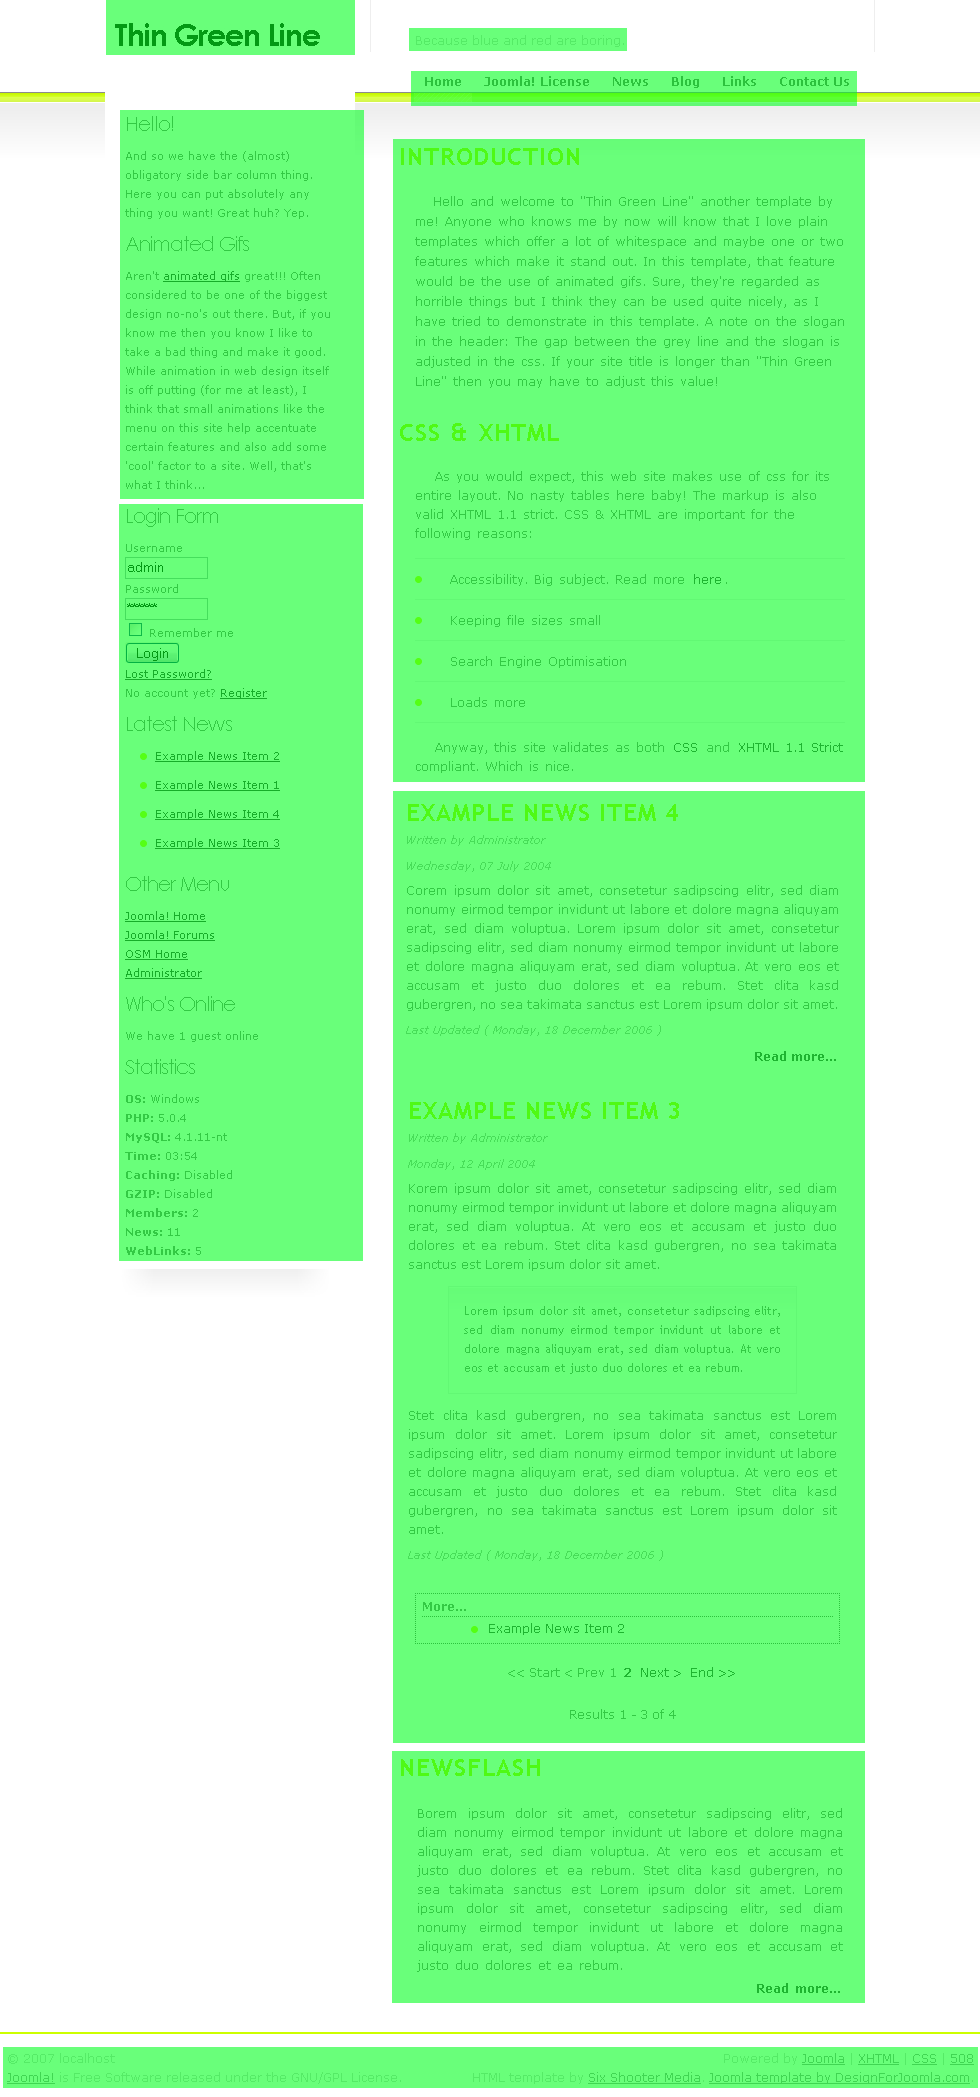 Thin Green Line
Because blue and red are boring.
Home Joomla! License News Blog Links Contact Us
Hello!
And so we have the (almost)
obligatory side bar column thing.
Here you can put absolutely any
thing you want! Great huh? Yep.
Animated Gifs
Aren't animated gifs great!!! Often
considered to be one of the biggest
design no-no's out there. But, if you
know me then you know I like to
take a bad thing and make it good.
While animation in web design itself
is off putting (for me at least), I
think that small animations like the
menu on this site help accentuate
certain features and also add some
'cool' factor to a site. Well, that's
what I think...
Login Form
Username
admin
Password
******
Remember me
Login
Lost Password?
No account yet? Register
Latest News
Example News Item 2
Example News Item 1
Example News Item 4
Example News Item 3
Other Menu
Joomla! Home
Joomla! Forums
OSM Home
Administrator
Who's Online
We have 1 guest online
Statistics
OS: Windows
PHP: 5.0.4
MySQL: 4.1.11-nt
Time: 03:54
Caching: Disabled
GZIP: Disabled
Members: 2
News: 11
WebLinks: 5
INTRODUCTION
Hello and welcome to "Thin Green Line" another template by
me! Anyone who knows me by now will know that I love plain
templates which offer a lot of whitespace and maybe one or two
features which make it stand out. In this template, that feature
would be the use of animated gifs. Sure, they're regarded as
horrible things but I think they can be used quite nicely, as I
have tried to demonstrate in this template. A note on the slogan
in the header: The gap between the grey line and the slogan is
adjusted in the css. If your site title is longer than "Thin Green
Line" then you may have to adjust this value!
CSS & XHTML
As you would expect, this web site makes use of css for its
entire layout. No nasty tables here baby! The markup is also
valid XHTML 1.1 strict. CSS & XHTML are important for the
following reasons:
Accessibility. Big subject. Read more here.
Keeping file sizes small
Search Engine Optimisation
Loads more
Anyway, this site validates as both CSS and XHTML 1.1 Strict
compliant. Which is nice.
EXAMPLE NEWS ITEM 4
Written by Administrator
Wednesday, 07 July 2004
Corem ipsum dolor sit amet, consetetur sadipscing elitr, sed diam
nonumy eirmod tempor invidunt ut labore et dolore magna aliquyam
erat, sed diam voluptua. Lorem ipsum dolor sit amet, consetetur
sadipscing elitr, sed diam nonumy eirmod tempor invidunt ut labore
et dolore magna aliquyam erat, sed diam voluptua. At vero eos et
accusam et justo duo dolores et ea rebum. Stet clita kasd
gubergren, no sea takimata sanctus est Lorem ipsum dolor sit amet.
Last Updated ( Monday, 18 December 2006 )
Read more...
EXAMPLE NEWS ITEM 3
Written by Administrator
Monday, 12 April 2004
Korem ipsum dolor sit amet, consetetur sadipscing elitr, sed diam
nonumy eirmod tempor invidunt ut labore et dolore magna aliquyam
erat, sed diam voluptua. At vero eos et accusam et justo duo
dolores et ea rebum. Stet clita kasd gubergren, no sea takimata
sanctus est Lorem ipsum dolor sit amet.
Lorem ipsum dolor sit amet, consetetur sadipscing elitr,
sed diam nonumy eirmod tempor invidunt ut labore et
dolore magna aliquyam erat, sed diam voluptua. At vero
eos et accusam et justo duo dolores et ea rebum.
Stet clita kasd gubergren, no sea takimata sanctus est Lorem
ipsum dolor sit amet. Lorem ipsum dolor sit amet, consetetur
sadipscing elitr, sed diam nonumy eirmod tempor invidunt ut labore
et dolore magna aliquyam erat, sed diam voluptua. At vero eos et
accusam et justo duo dolores et ea rebum. Stet clita kasd
gubergren, no sea takimata sanctus est Lorem ipsum dolor sit
amet.
Last Updated ( Monday, 18 December 2006 )
More...
Example News Item 2
<< Start < Prev 1 2 Next > End >>
Results 1 - 3 of 4
NEWSFLASH
Borem ipsum dolor sit amet, consetetur sadipscing elitr, sed
diam nonumy eirmod tempor invidunt ut labore et dolore magna
aliquyam erat, sed diam voluptua. At vero eos et accusam et
justo duo dolores et ea rebum. Stet clita kasd gubergren, no
sea takimata sanctus est Lorem ipsum dolor sit amet. Lorem
ipsum dolor sit amet, consetetur sadipscing elitr, sed diam
nonumy eirmod tempor invidunt ut labore et dolore magna
aliquyam erat, sed diam voluptua. At vero eos et accusam et
justo duo dolores et ea rebum.
Read more...
© 2007 localhost Powered by Joomla | XHTML | CSS | 508
Joomla! is Free Software released under the GNU/GPL License. HTML template by Six Shooter Media. Joomla template by DesignForJoomla.com.